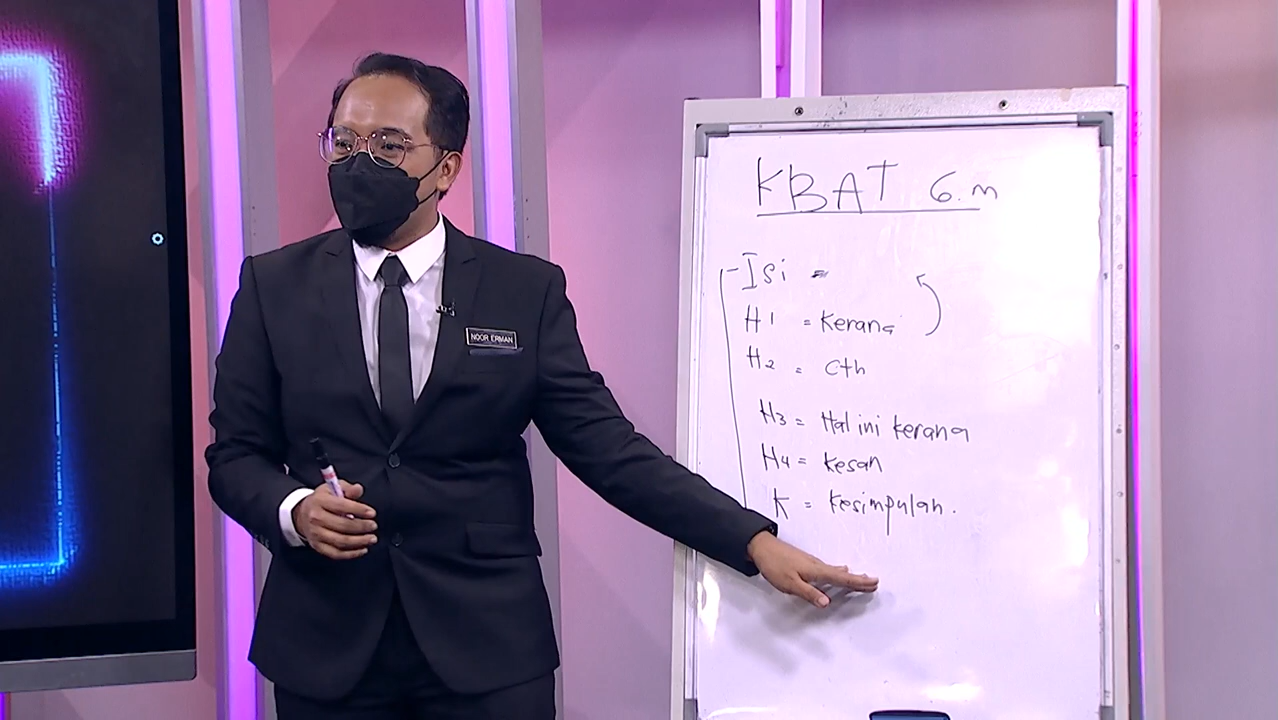 NOOR ERMAN
KBAT 6.m
- Isi =
H1 = Kerana
H2 = Cth
H3 = Hal ini kerana
H4 = Kesan
K = Kesimpulan.